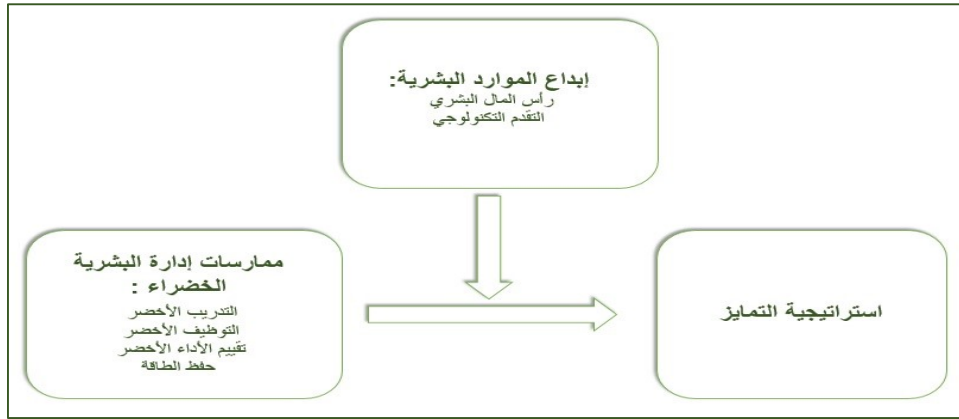 إبداع الموارد البشرية:
رأس المال البشري
التقدم التكنولوجي
ممارسات إدارة البشرية
الخضراء :
التدريب الأخضر
التوظيف الأخضر
تقييم الأداء الأخضر
حفظ الطاقة
استراتيجية التمايز